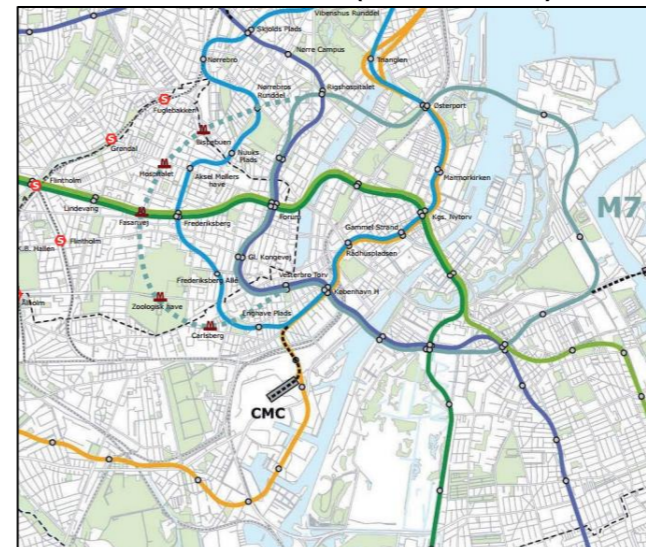 Vibenshus Runddel
Skjolds Plads
Nørre Campus
Nørrebro
Trianglen
Nørrebros
Runddel
Rigshospitalet
Fuglebakken
Østerport
Grøndal
Nuuks
Plads
Hospitalet
Aksel Møllers
have
Marmorkirken
Flintholm
Lindevang
Fasanvej
Frederiksberg
Forum
Kgs. Nytorv
M7
Gammel Strand
Rådhuspladsen
K.B. Hallen
Flintholm
Gl. Kongevej
Frederiksberg Allé
Vesterbro Torv
København H
Zoologisk have
Enghave Plads
Carlsberg
CMC